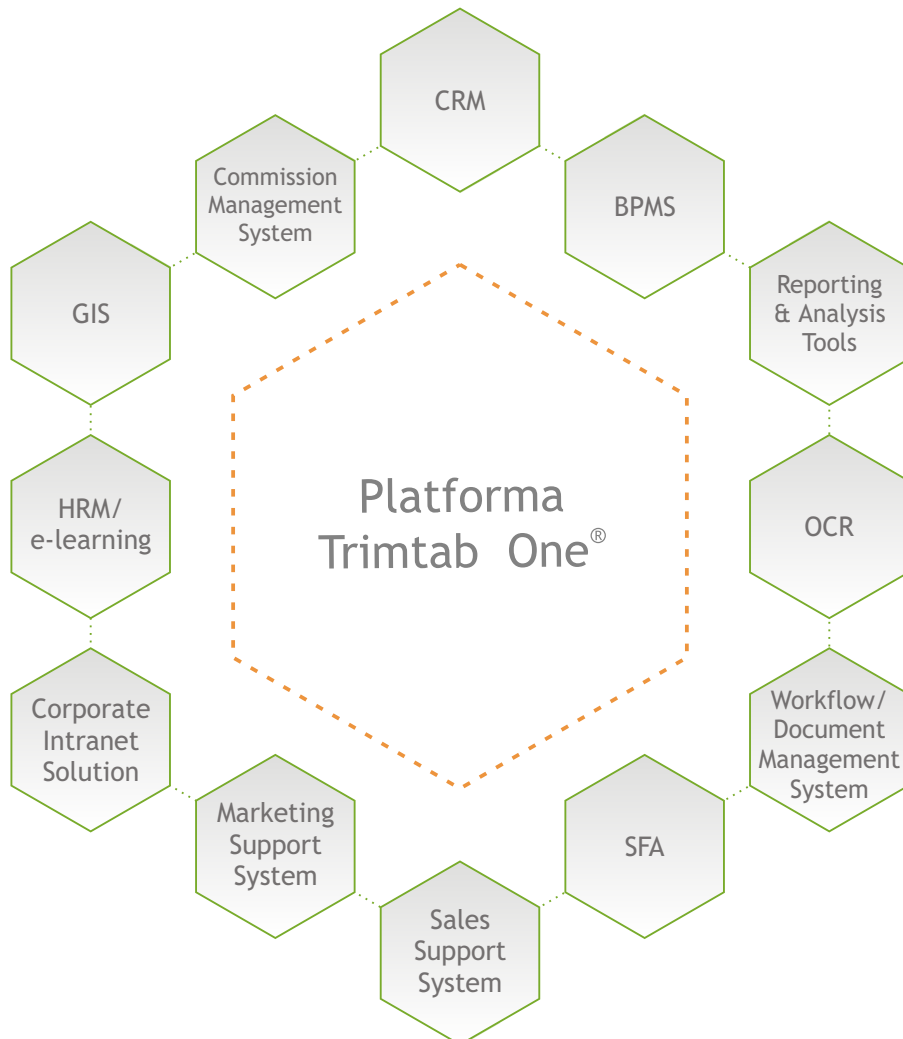 CRM
Commission
Management
System
BPMS
GIS
Reporting
& Analysis
Tools
Platforma
Trimtab One®
HRM/
e-learning
OCR
Corporate
Intranet
Solution
Workflow/
Document
Management
System
Marketing
Support
System
SFA
Sales
Support
System